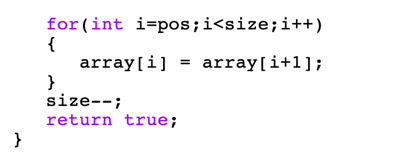 for(int i=pos;i<size;i++)
{
array[i] = array[i+1];
}
size--;
return true;
}